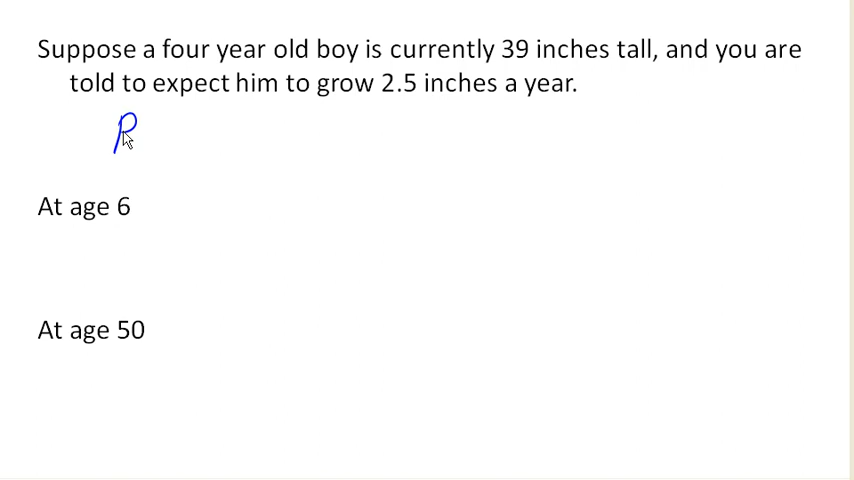 Suppose a four year old boy is currently 39 inches tall, and you are
told to expect him to grow 2.5 inches a year.
P
At age 6
At age 50